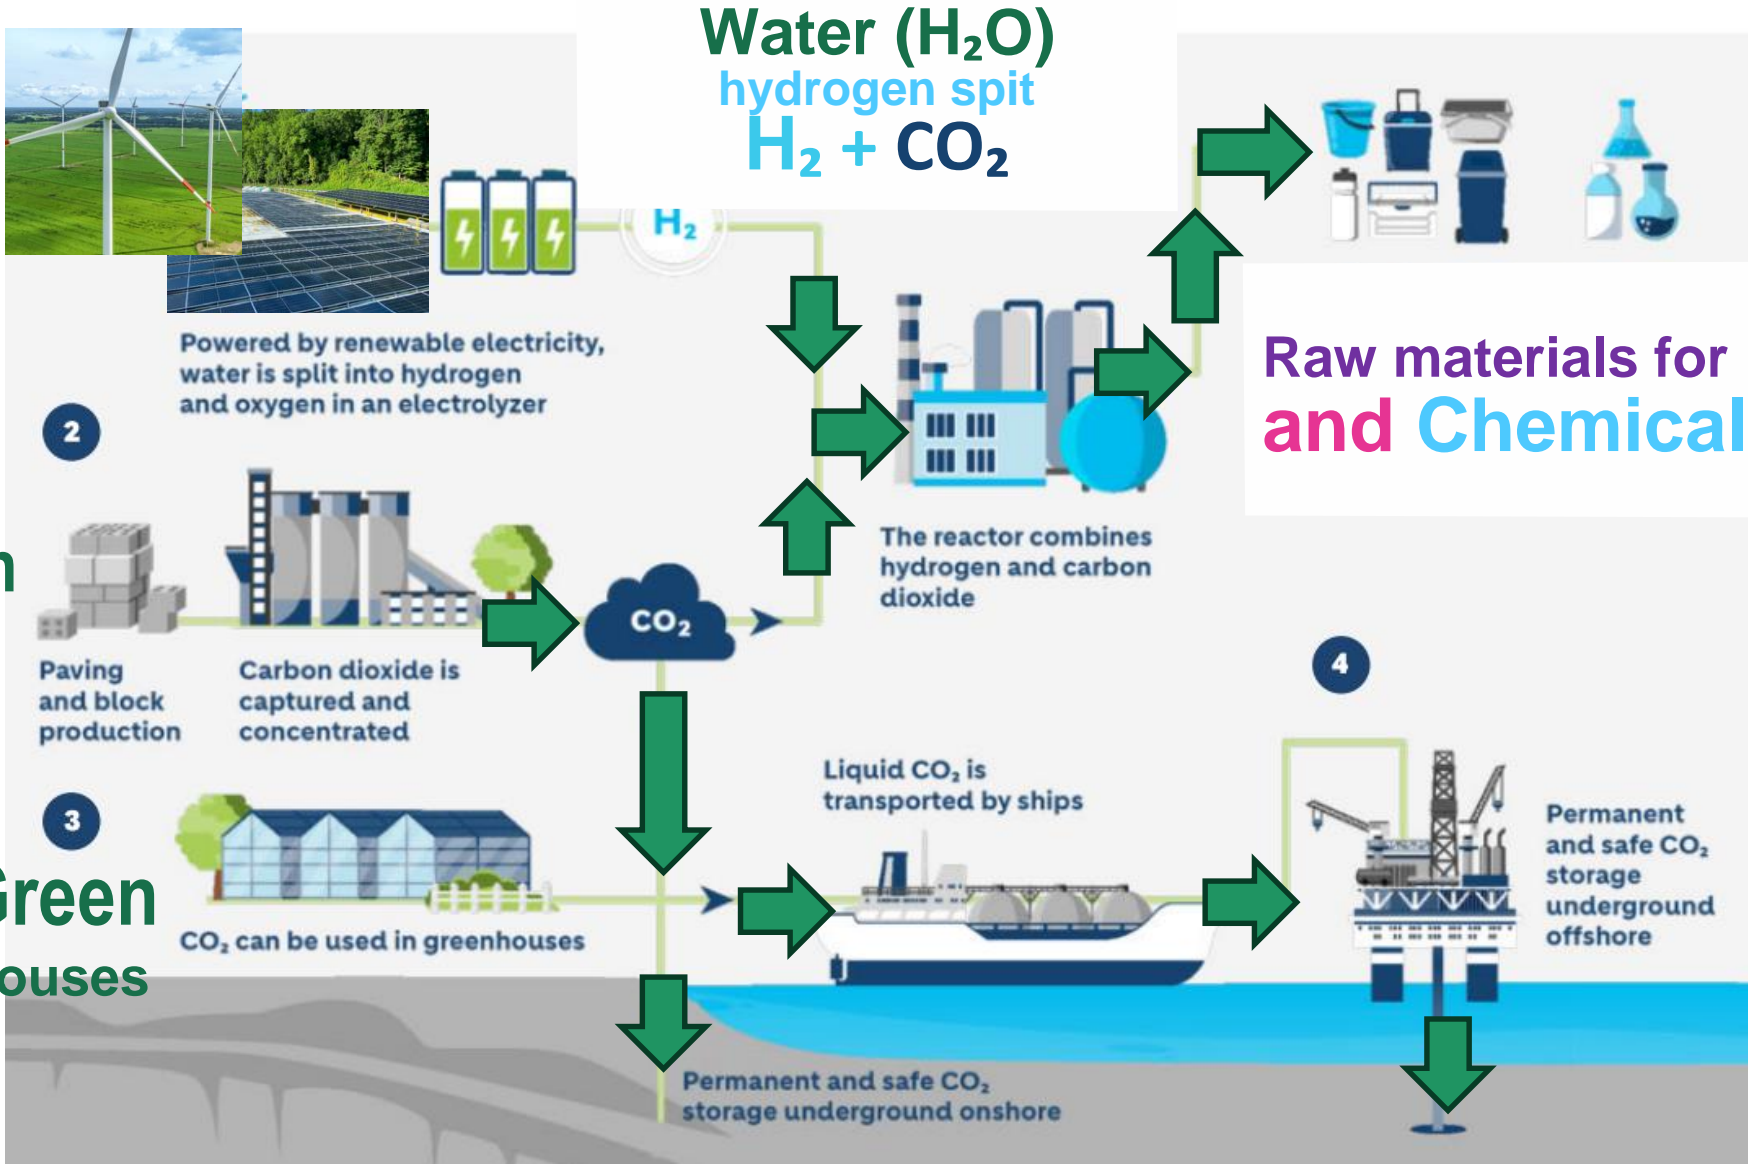 Water (H₂O)
hydrogen spit
H₂ + CO₂
H₂
Powered by renewable electricity,
water is split into hydrogen
and oxygen in an electrolyzer
2
Raw materials for
and Chemical
The reactor combines
hydrogen and carbon
dioxide
n
CO₂
Paving
and block
production
Carbon dioxide is
captured and
concentrated
4
3
Liquid CO₂ is
transported by ships
Permanent
and safe CO₂
storage
underground
offshore
Green
ouses
CO₂ can be used in greenhouses
Permanent and safe CO₂
storage underground onshore